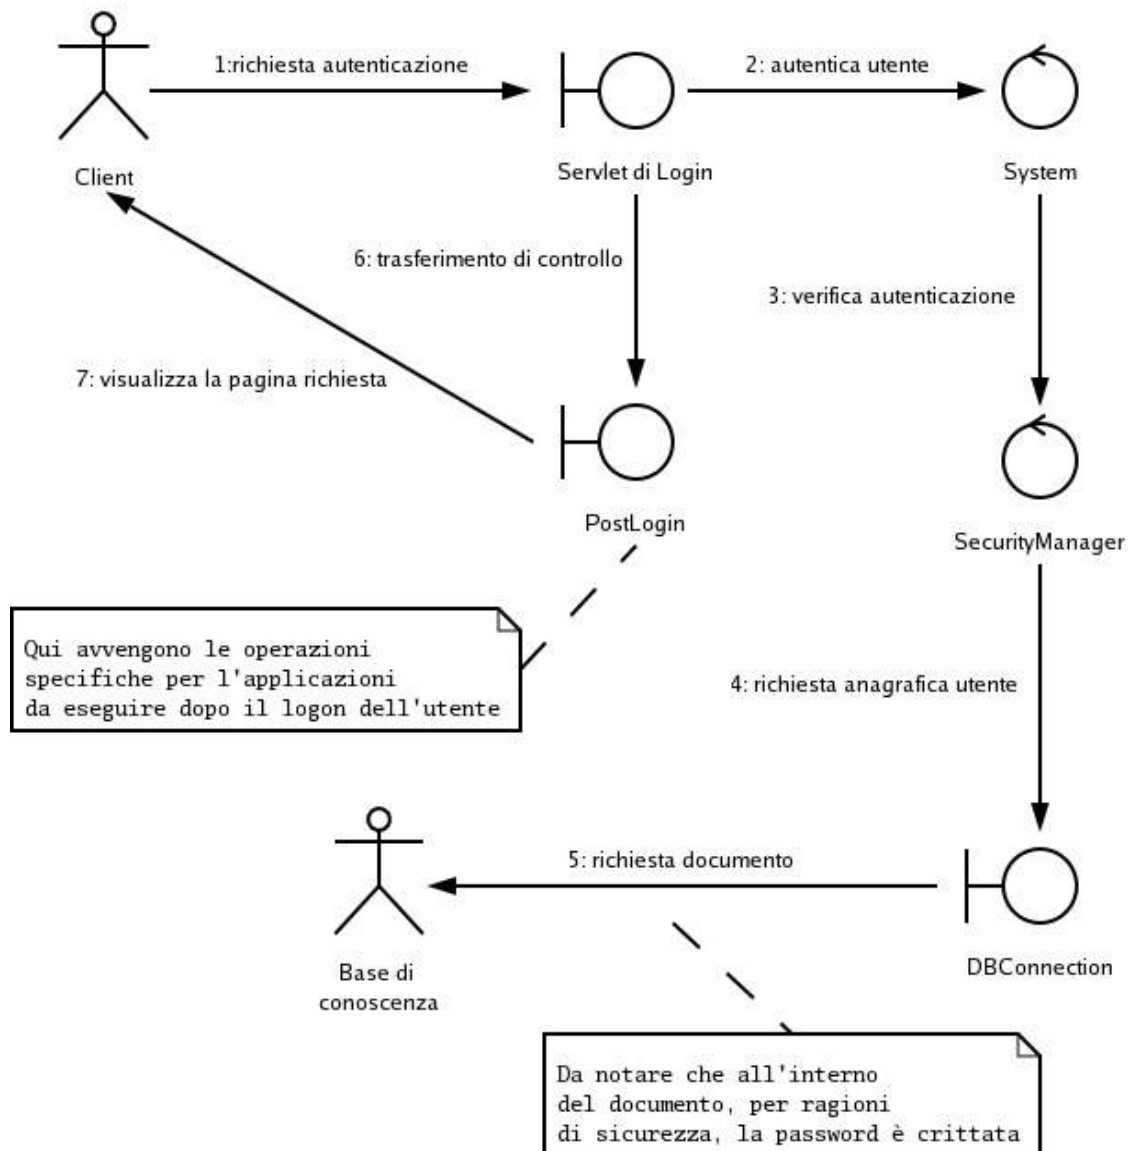 1:richiesta autenticazione
2: autentica utente
Client
Servlet di Login
System
6: trasferimento di controllo
3: verifica autenticazione
7: visualizza la pagina richiesta
PostLogin
SecurityManager
Qui avvengono le operazioni
specifiche per l'applicazioni
da eseguire dopo il logon dell'utente
4: richiesta anagrafica utente
5: richiesta documento
Base di
conoscenza
DBConnection
Da notare che all'interno
del documento, per ragioni
di sicurezza, la password è crittata